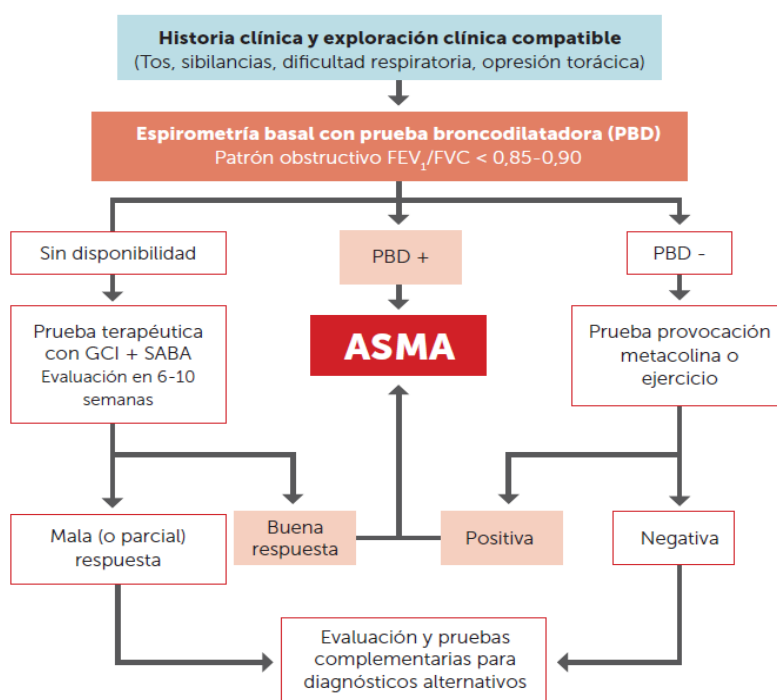 Historia clínica y exploración clínica compatible
(Tos, sibilancias, dificultad respiratoria, opresión torácica)
Espirometría basal con prueba broncodilatadora (PBD)
Patrón obstructivo FEV₁/FVC < 0,85-0,90
Sin disponibilidad
PBD +
PBD -
Prueba terapéutica
con GCI + SABA
Evaluación en 6-10
semanas
ASMA
Prueba provocación
metacolina o
ejercicio
Mala (o parcial)
respuesta
Buena
respuesta
Positiva
Negativa
Evaluación y pruebas
complementarias para
diagnósticos alternativos